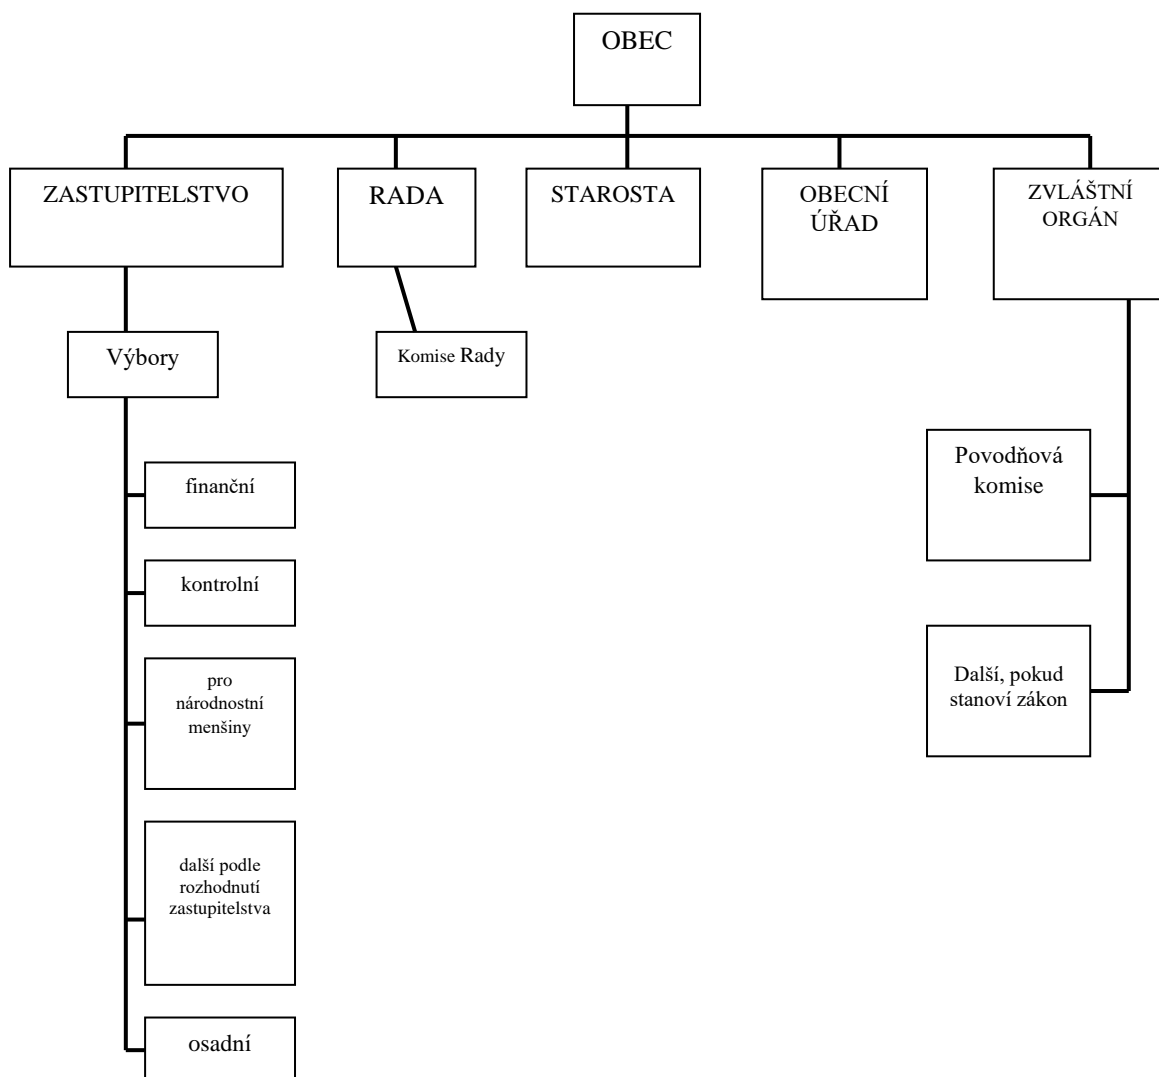 OBEC
ZASTUPITELSTVO
RADA
STAROSTA
OBECNÍ
ÚŘAD
ZVLÁŠTNÍ
ORGÁN
Výbory
Komise Rady
finanční
kontrolní
pro
národnostní
menšiny
další podle
rozhodnutí
zastupitelstva
osadní
Povodňová
komise
Další, pokud
stanoví zákon